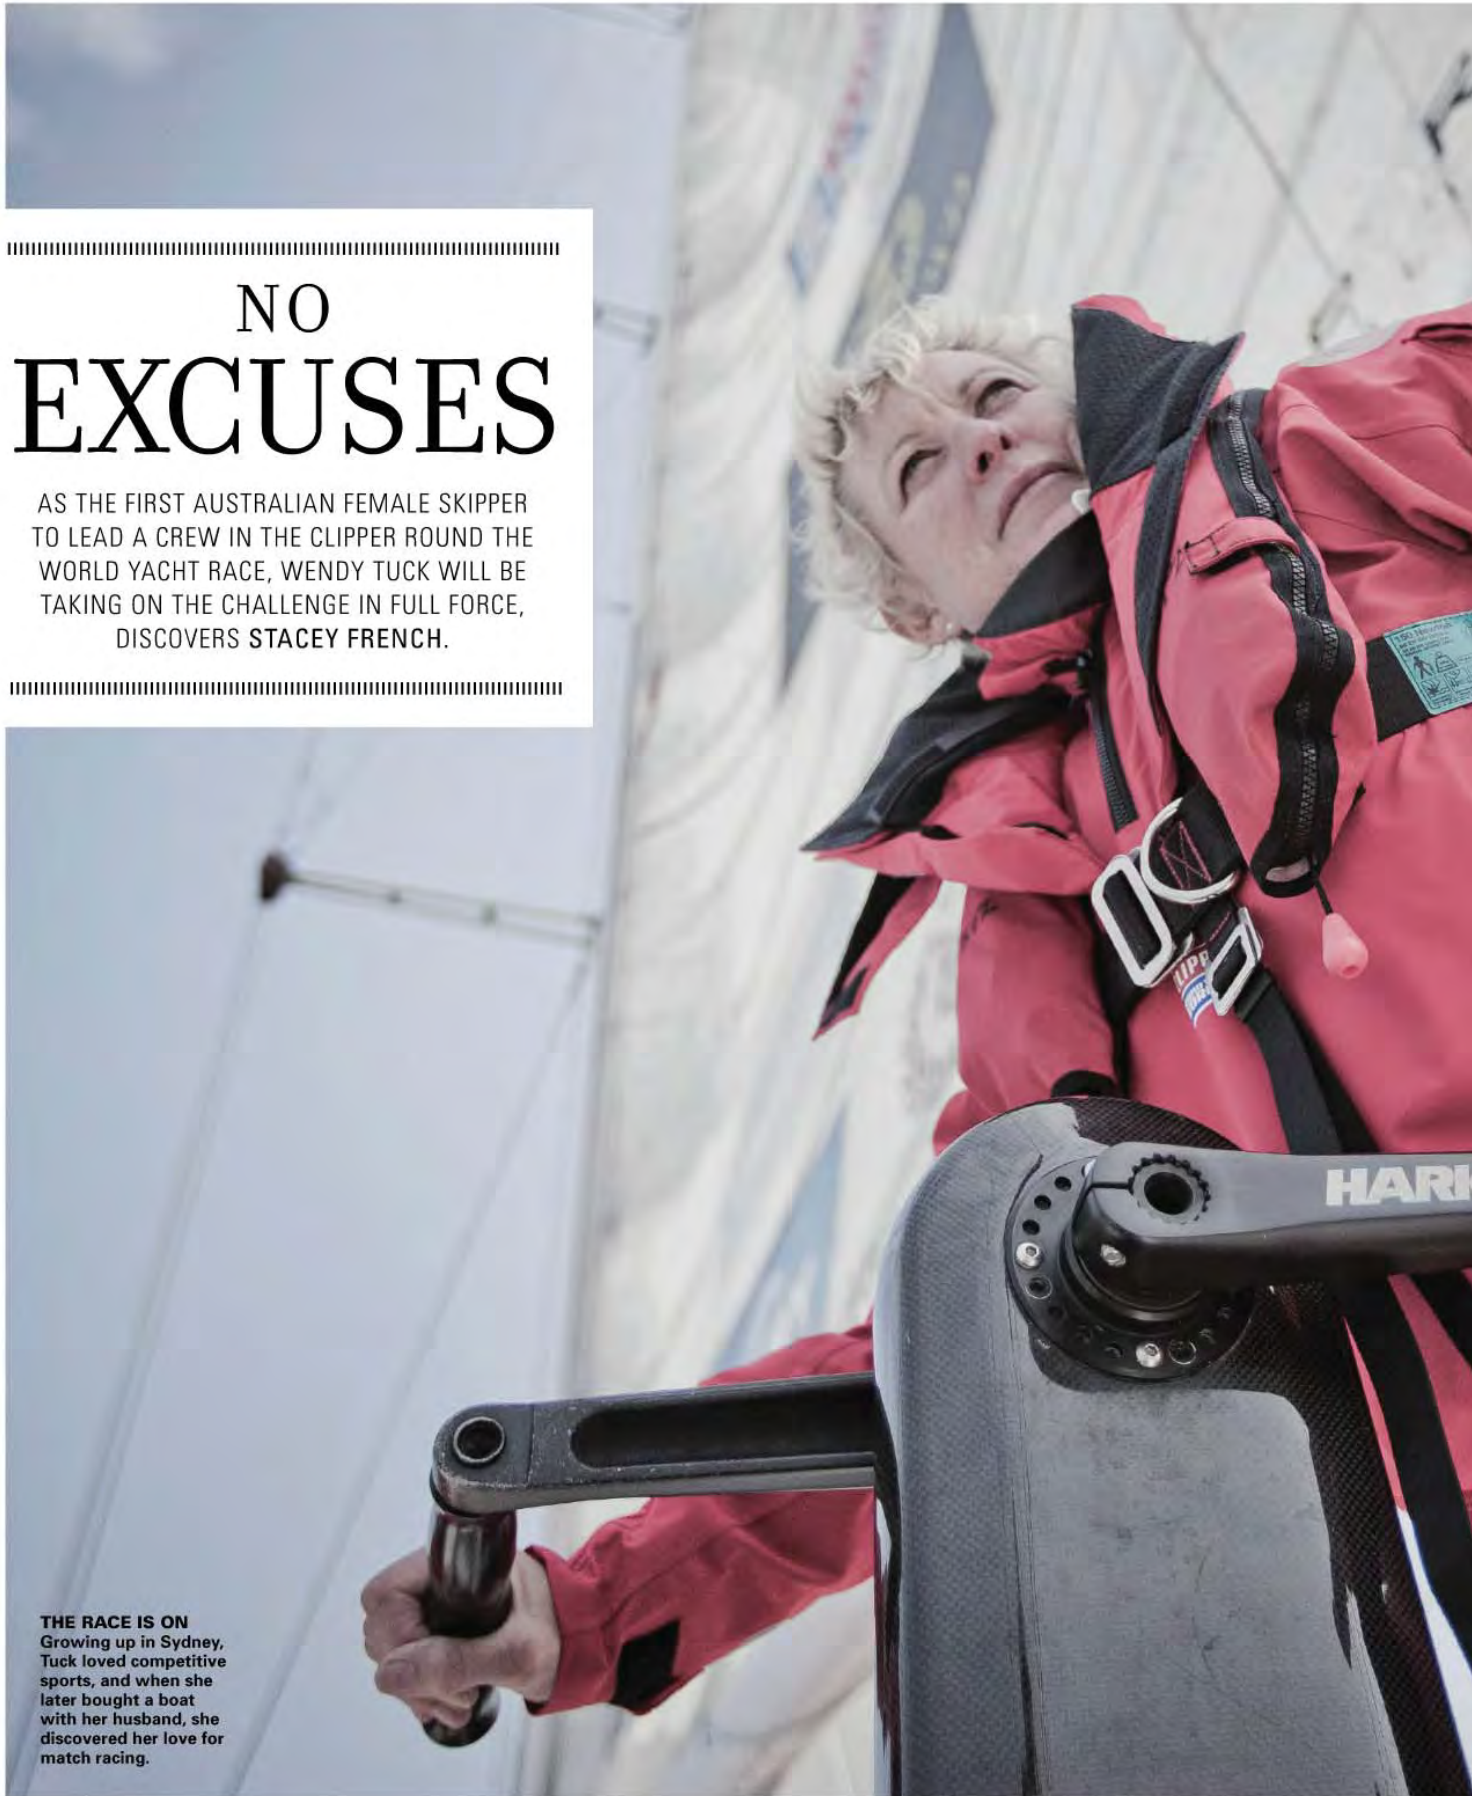 NO
EXCUSES
AS THE FIRST AUSTRALIAN FEMALE SKIPPER
TO LEAD A CREW IN THE CLIPPER ROUND THE
WORLD YACHT RACE, WENDY TUCK WILL BE
TAKING ON THE CHALLENGE IN FULL FORCE,
DISCOVERS STACEY FRENCH.
150 Newton
HARK
THE RACE IS ON
Growing up in Sydney,
Tuck loved competitive
sports, and when she
later bought a boat
with her husband, she
discovered her love for
match racing.